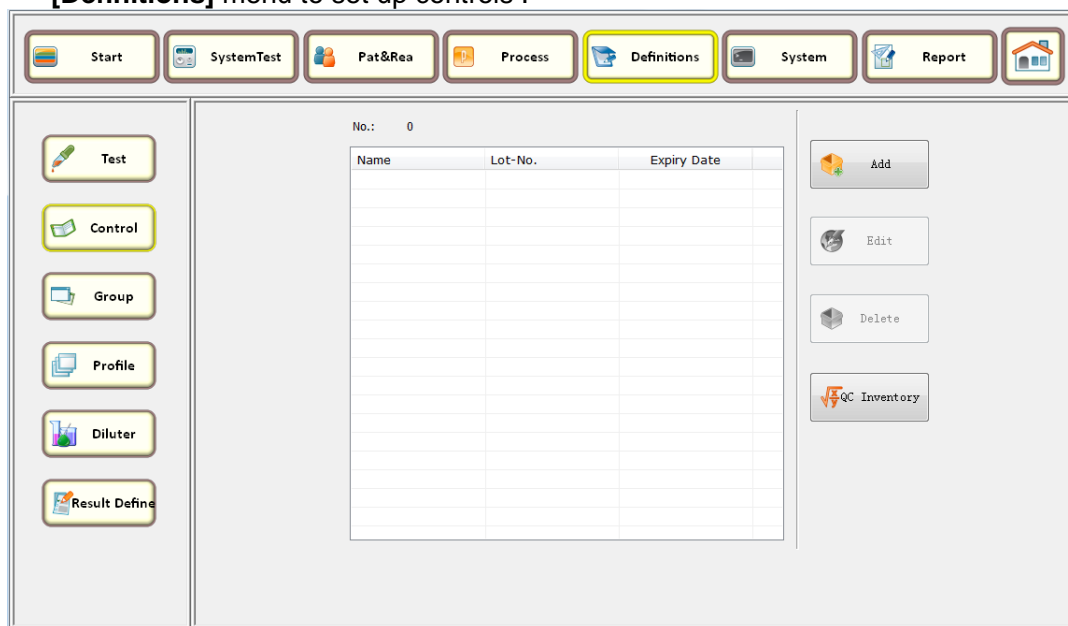 [Definitions] menu to set up controls .
Start SystemTest Pat&Rea Process Definitions System Report
No.: 0
Name Lot-No. Expiry Date
Test
Control
Group
Profile
Diluter
Result Define
Add
Edit
Delete
QC Inventory